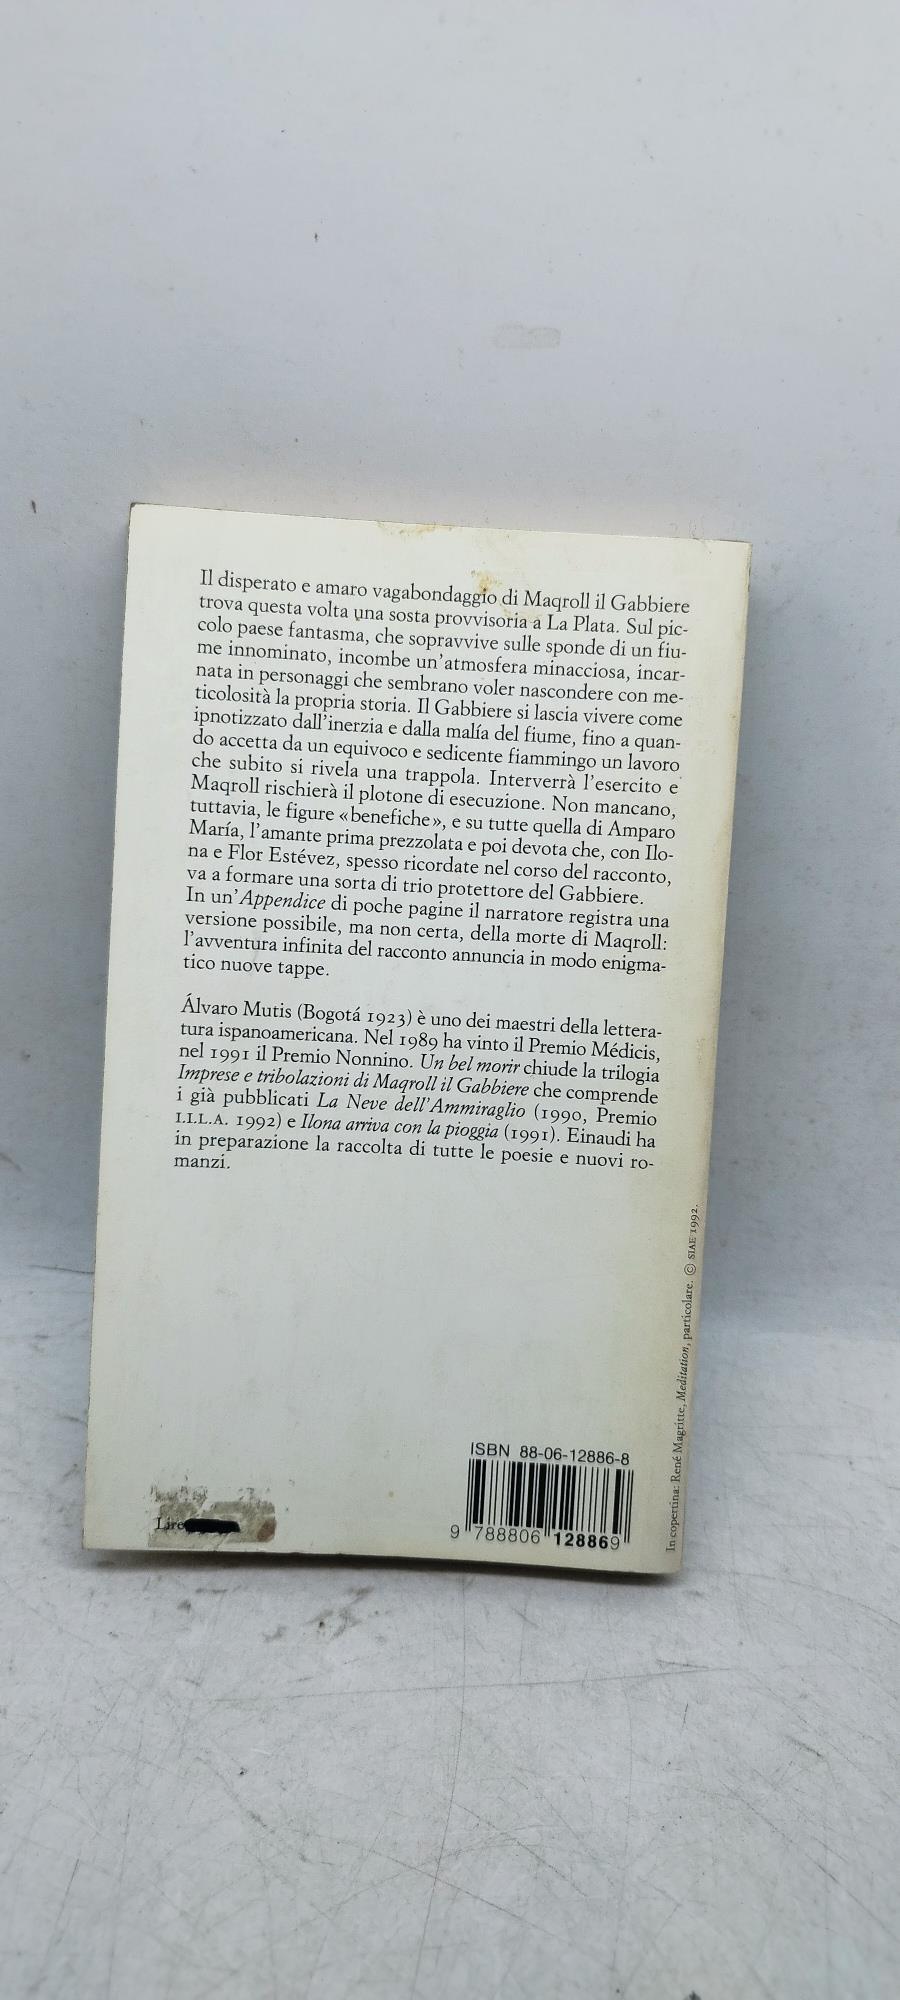 Il disperato e amaro vagabondaggio di Maqroll il Gabbiere
trova questa volta una sosta provvisoria a La Plata. Sul pic-
colo paese fantasma, che sopravvive sulle sponde di un fiu-
me innominato, incombe un'atmosfera minacciosa, incar-
nata in personaggi che sembrano voler nascondere con me-
ticolosità la propria storia. Il Gabbiere si lascia vivere come
ipnotizzato dall'inerzia e dalla malía del fiume, fino a quan-
do accetta da un equivoco e sedicente fiammingo un lavoro
che subito si rivela una trappola. Interverrà l'esercito e
Maqroll rischierà il plotone di esecuzione. Non mancano,
tuttavia, le figure «benefiche», e su tutte quella di Amparo
María, l'amante prima prezzolata e poi devota che, con Ilo-
na e Flor Estévez, spesso ricordate nel corso del racconto,
va a formare una sorta di trio protettore del Gabbiere.
In un'Appendice di poche pagine il narratore registra una
versione possibile, ma non certa, della morte di Maqroll:
l'avventura infinita del racconto annuncia in modo enigma-
tico nuove tappe.
Álvaro Mutis (Bogotá 1923) è uno dei maestri della lettera-
tura ispanoamericana. Nel 1989 ha vinto il Premio Médicis,
nel 1991 il Premio Nonnino. Un bel morir chiude la trilogia
Imprese e tribolazioni di Maqroll il Gabbiere che comprende
i già pubblicati La Neve dell'Ammiraglio (1990, Premio
I.I.L.A. 1992) e Ilona arriva con la pioggia (1991). Einaudi ha
in preparazione la raccolta di tutte le poesie e nuovi ro-
manzi.
In copertina: René Magritte, Meditation, particolare. © SIAE 1992.
ISBN 88-06-12886-8
9 788806 128869
Lire